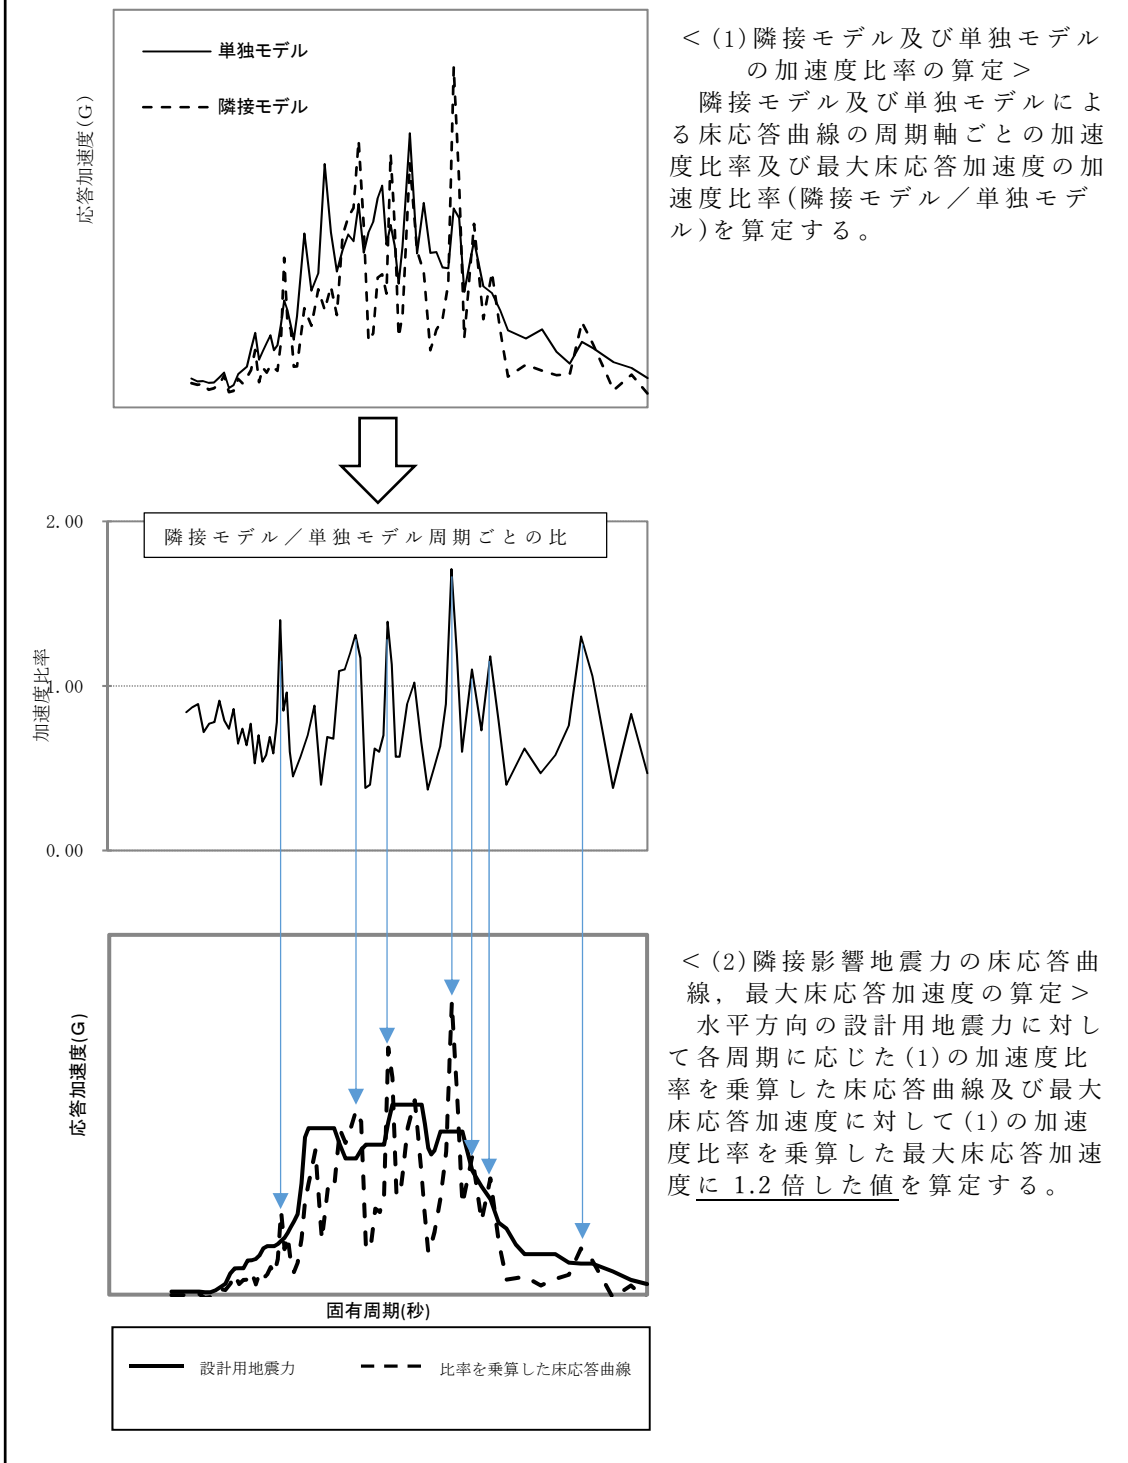 単独モデル
隣接モデル
応答加速度(G)
<(1)隣接モデル及び単独モデル
の加速度比率の算定>
隣接モデル及び単独モデルによ
る床応答曲線の周期軸ごとの加速
度比率及び最大床応答加速度の加
速度比率(隣接モデル／単独モデ
ル)を算定する。
隣接モデル／単独モデル周期ごとの比
2.00
1.00
0.00
加速度比率
応答加速度(G)
固有周期(秒)
<(2)隣接影響地震力の床応答曲
線，最大床応答加速度の算定>
水平方向の設計用地震力に対し
て各周期に応じた(1)の加速度比
率を乗算した床応答曲線及び最大
床応答加速度に対して(1)の加速
度比率を乗算した最大床応答加速
度に 1.2 倍した値を算定する。
設計用地震力
比率を乗算した床応答曲線